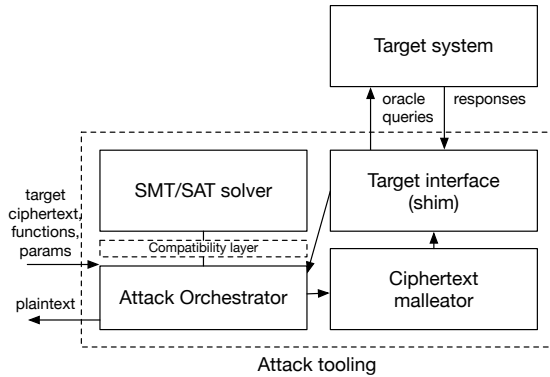 Target system
oracle
queries
responses
SMT/SAT solver
Target interface
(shim)
target
ciphertext,
functions,
params
Compatibility layer
Attack Orchestrator
Ciphertext
malleator
plaintext
Attack tooling